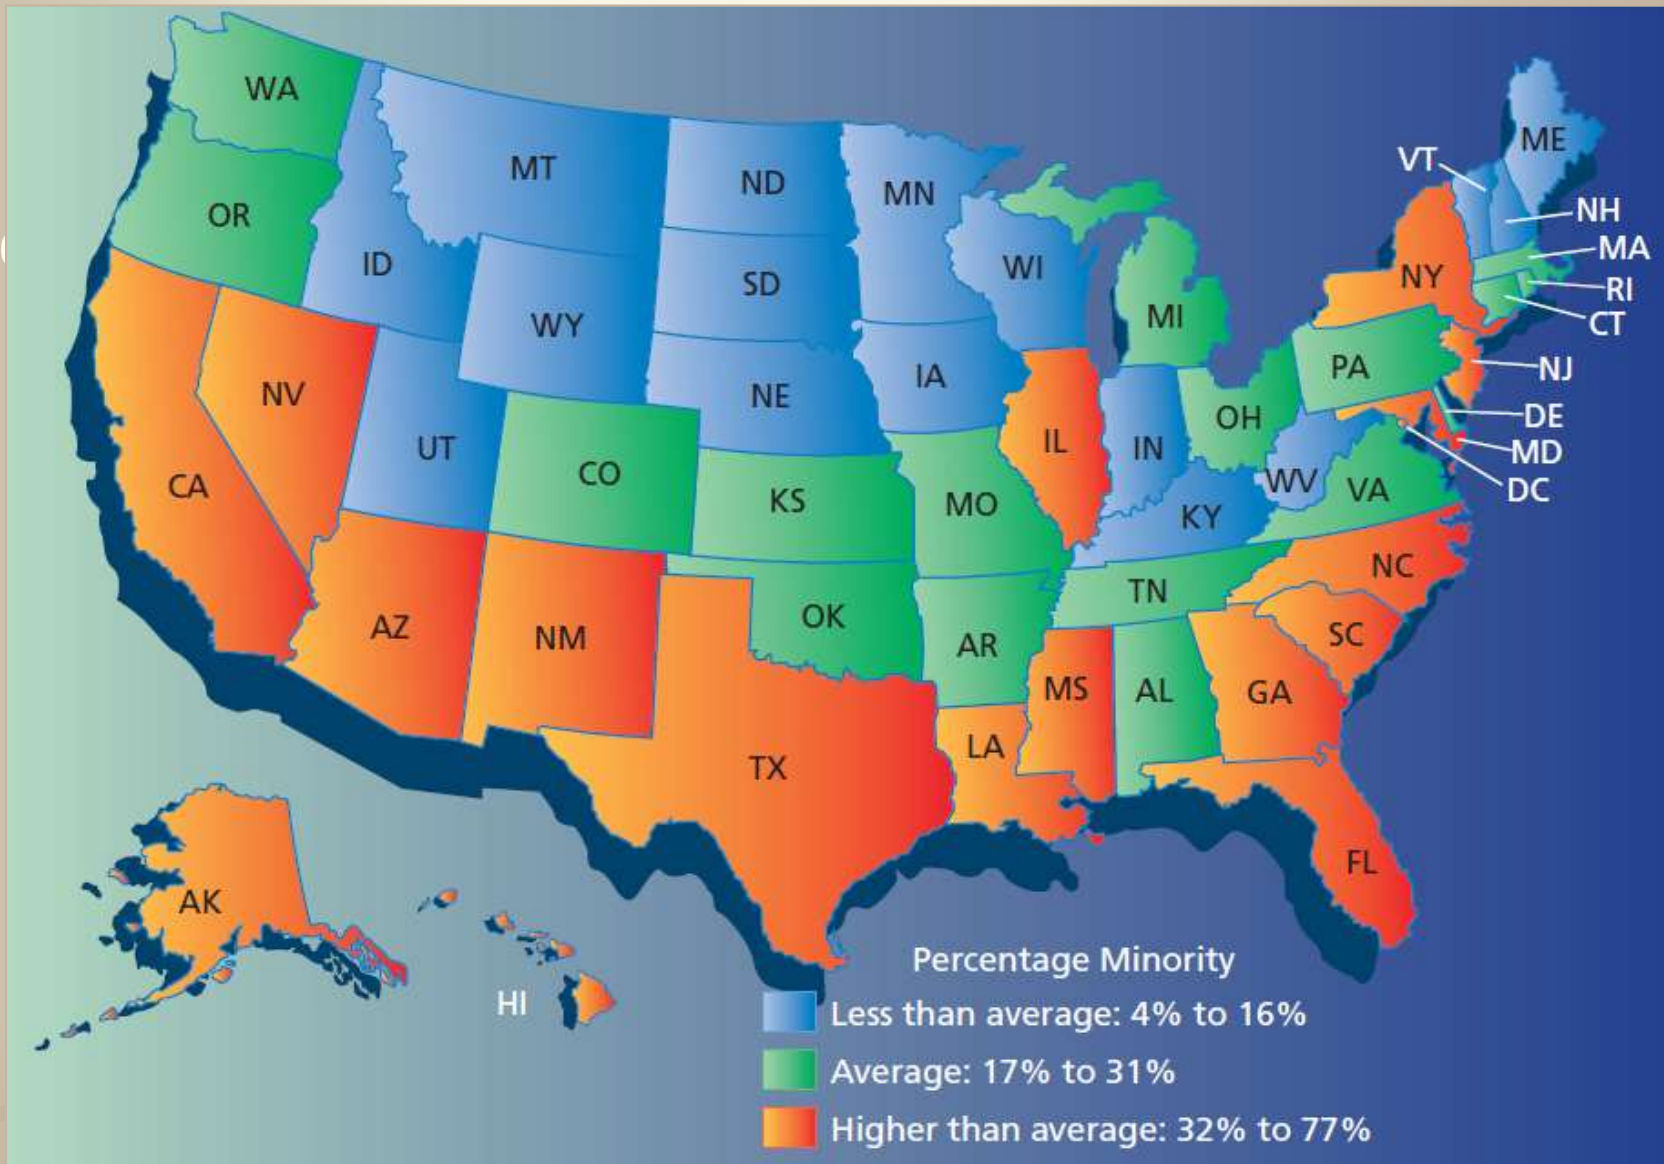 WA
MT
ND
MN
VT
ME
OR
ID
WY
SD
WI
MI
NY
NH
MA
RI
CT
NV
UT
NE
IA
PA
NJ
CA
CO
KS
MO
IL
IN
OH
WV
VA
DE
MD
DC
KY
AZ
NM
OK
AR
TN
NC
SC
TX
LA
MS
AL
GA
FL
AK
HI
Percentage Minority
Less than average: 4% to 16%
Average: 17% to 31%
Higher than average: 32% to 77%